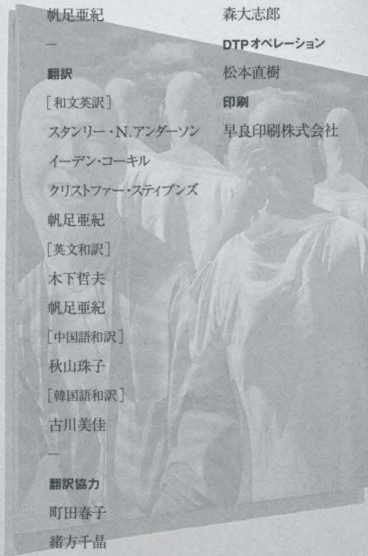 帆足亜紀
—
翻訳
［和文英訳］
スタンリー・N.アンダーソン
イーデン・コーキル
クリストファー・スティブンズ
帆足亜紀
［英文和訳］
木下哲夫
帆足亜紀
［中国語和訳］
秋山珠子
［韓国語和訳］
古川美佳
—
翻訳協力
町田春子
緒方千晶
森大志郎
DTPオペレーション
松本直樹
印刷
早良印刷株式会社